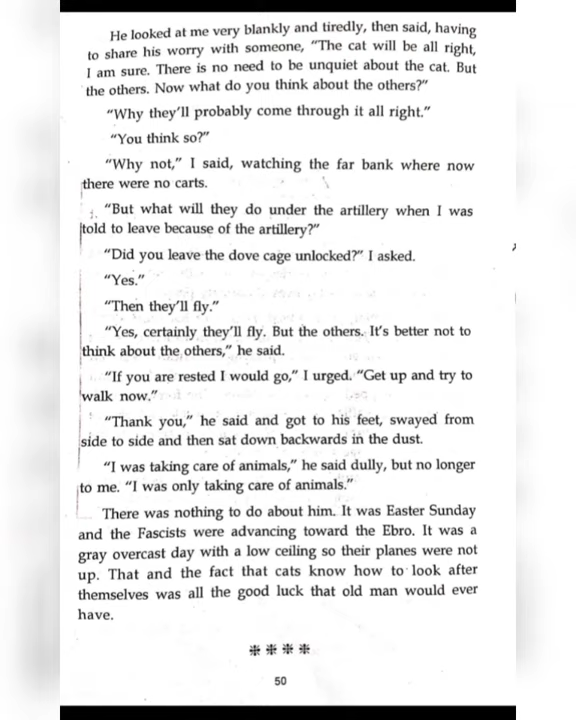 He looked at me very blankly and tiredly, then said, having
to share his worry with someone, “The cat will be all right,
I am sure. There is no need to be unquiet about the cat. But
the others. Now what do you think about the others?”
“Why they’ll probably come through it all right.”
“You think so?”
“Why not,” I said, watching the far bank where now
there were no carts.
“But what will they do under the artillery when I was
told to leave because of the artillery?”
“Did you leave the dove cage unlocked?” I asked.
“Yes.”
“Then they’ll fly.”
“Yes, certainly they’ll fly. But the others. It’s better not to
think about the others,” he said.
“If you are rested I would go,” I urged. “Get up and try to
walk now.”
“Thank you,” he said and got to his feet, swayed from
side to side and then sat down backwards in the dust.
“I was taking care of animals,” he said dully, but no longer
to me. “I was only taking care of animals.”
There was nothing to do about him. It was Easter Sunday
and the Fascists were advancing toward the Ebro. It was a
gray overcast day with a low ceiling so their planes were not
up. That and the fact that cats know how to look after
themselves was all the good luck that old man would ever
have.
❈ ❈ ❈ ❈
50